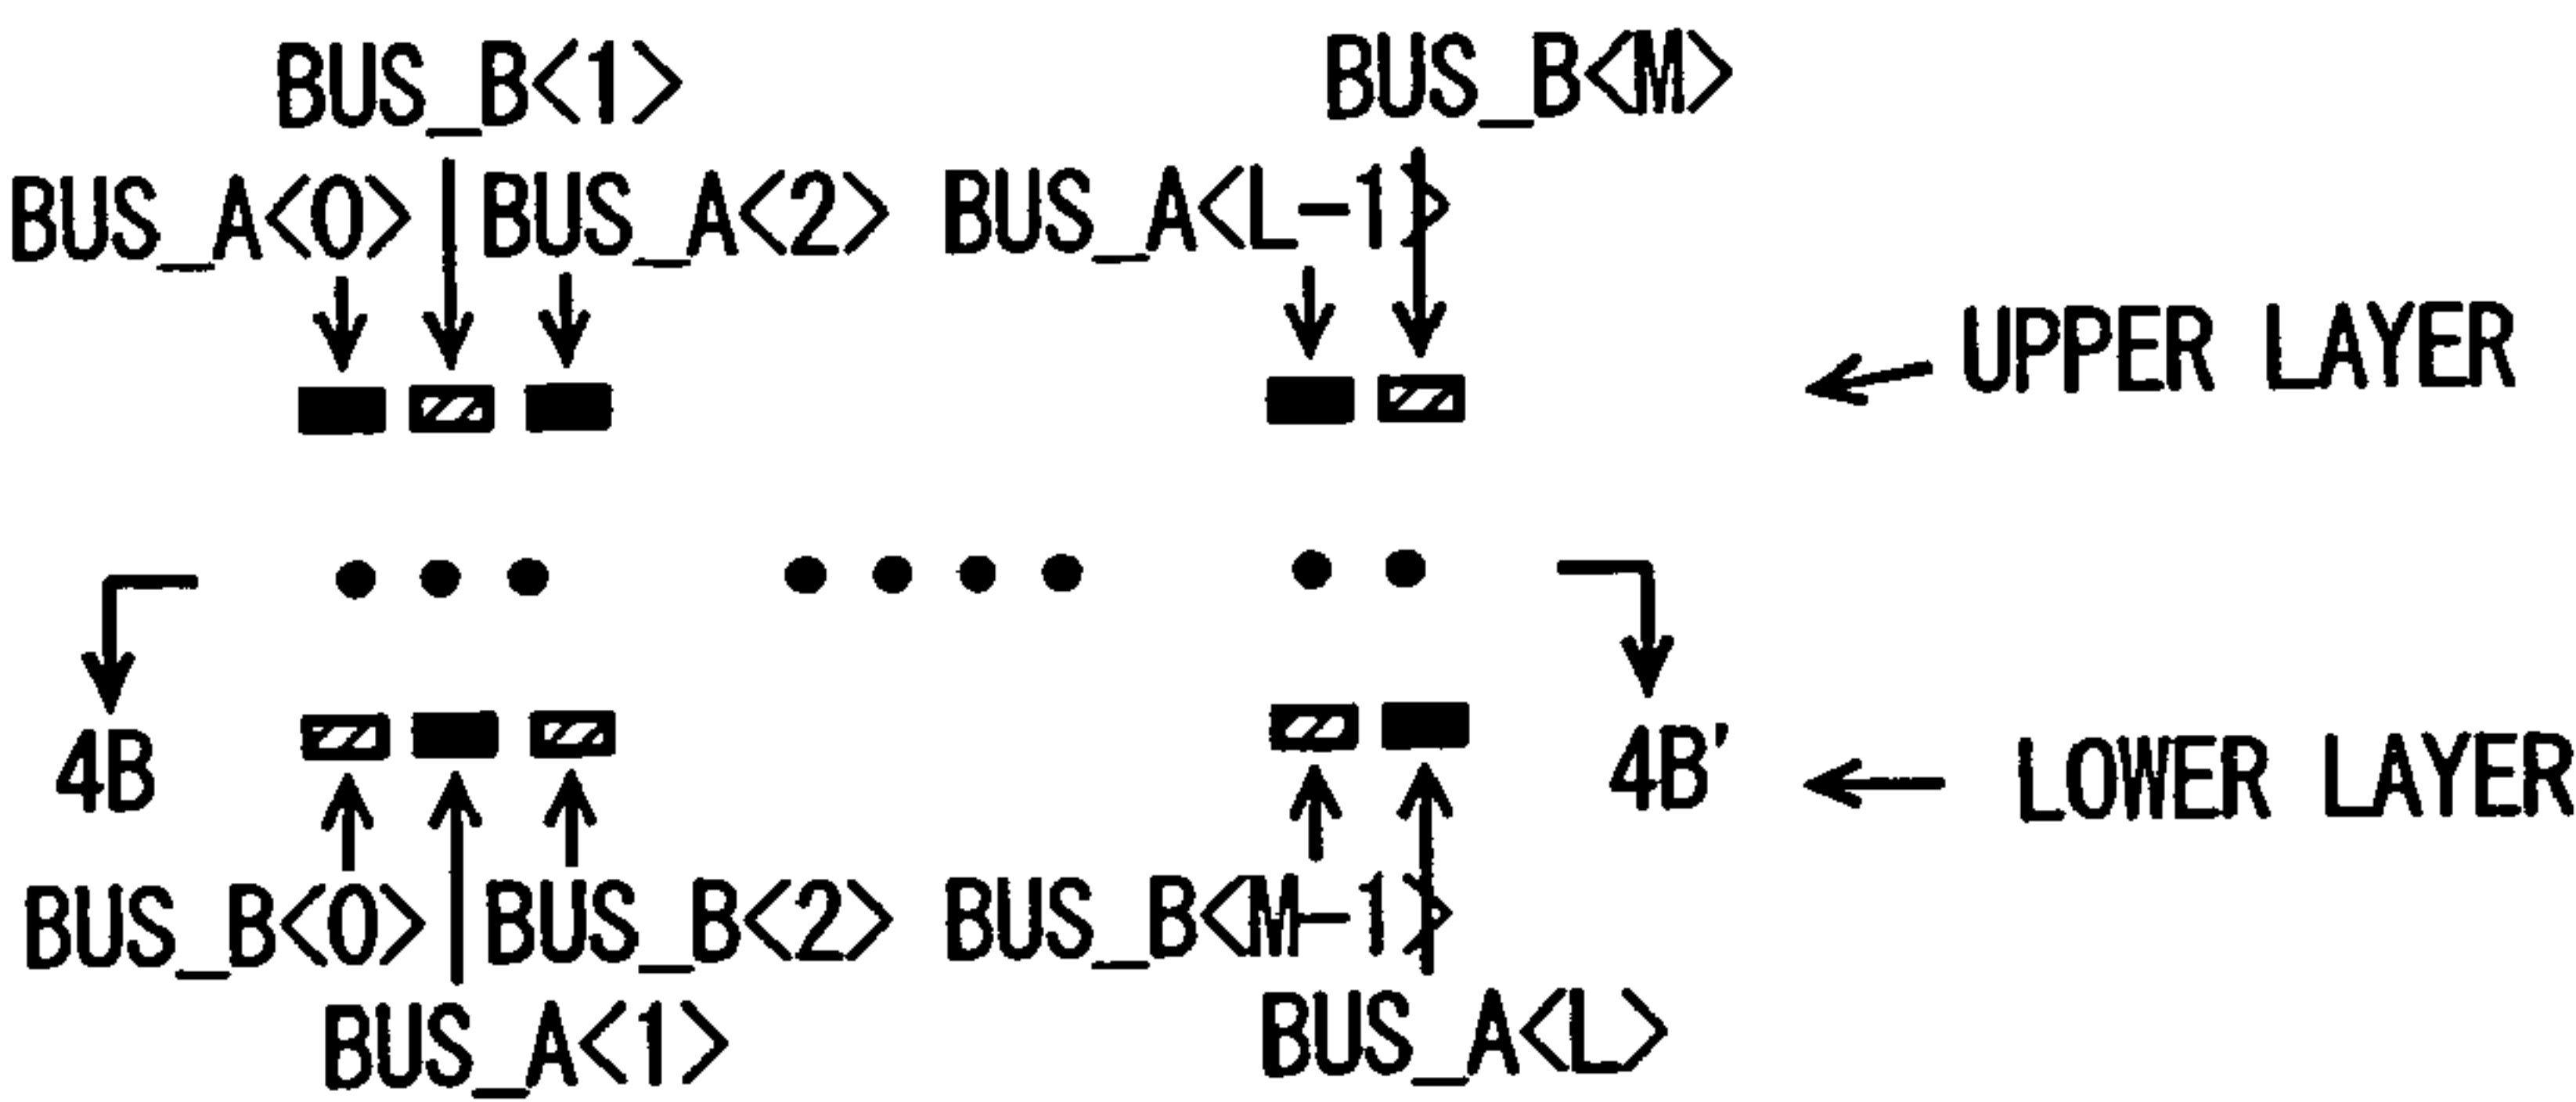 BUS_B<1> BUS_B<M>
BUS_A<0> BUS_A<2> BUS_A<L-1>
UPPER LAYER
4B 4B' LOWER LAYER
BUS_B<0> BUS_B<2> BUS_B<M-1>
BUS_A<1> BUS_A<L>